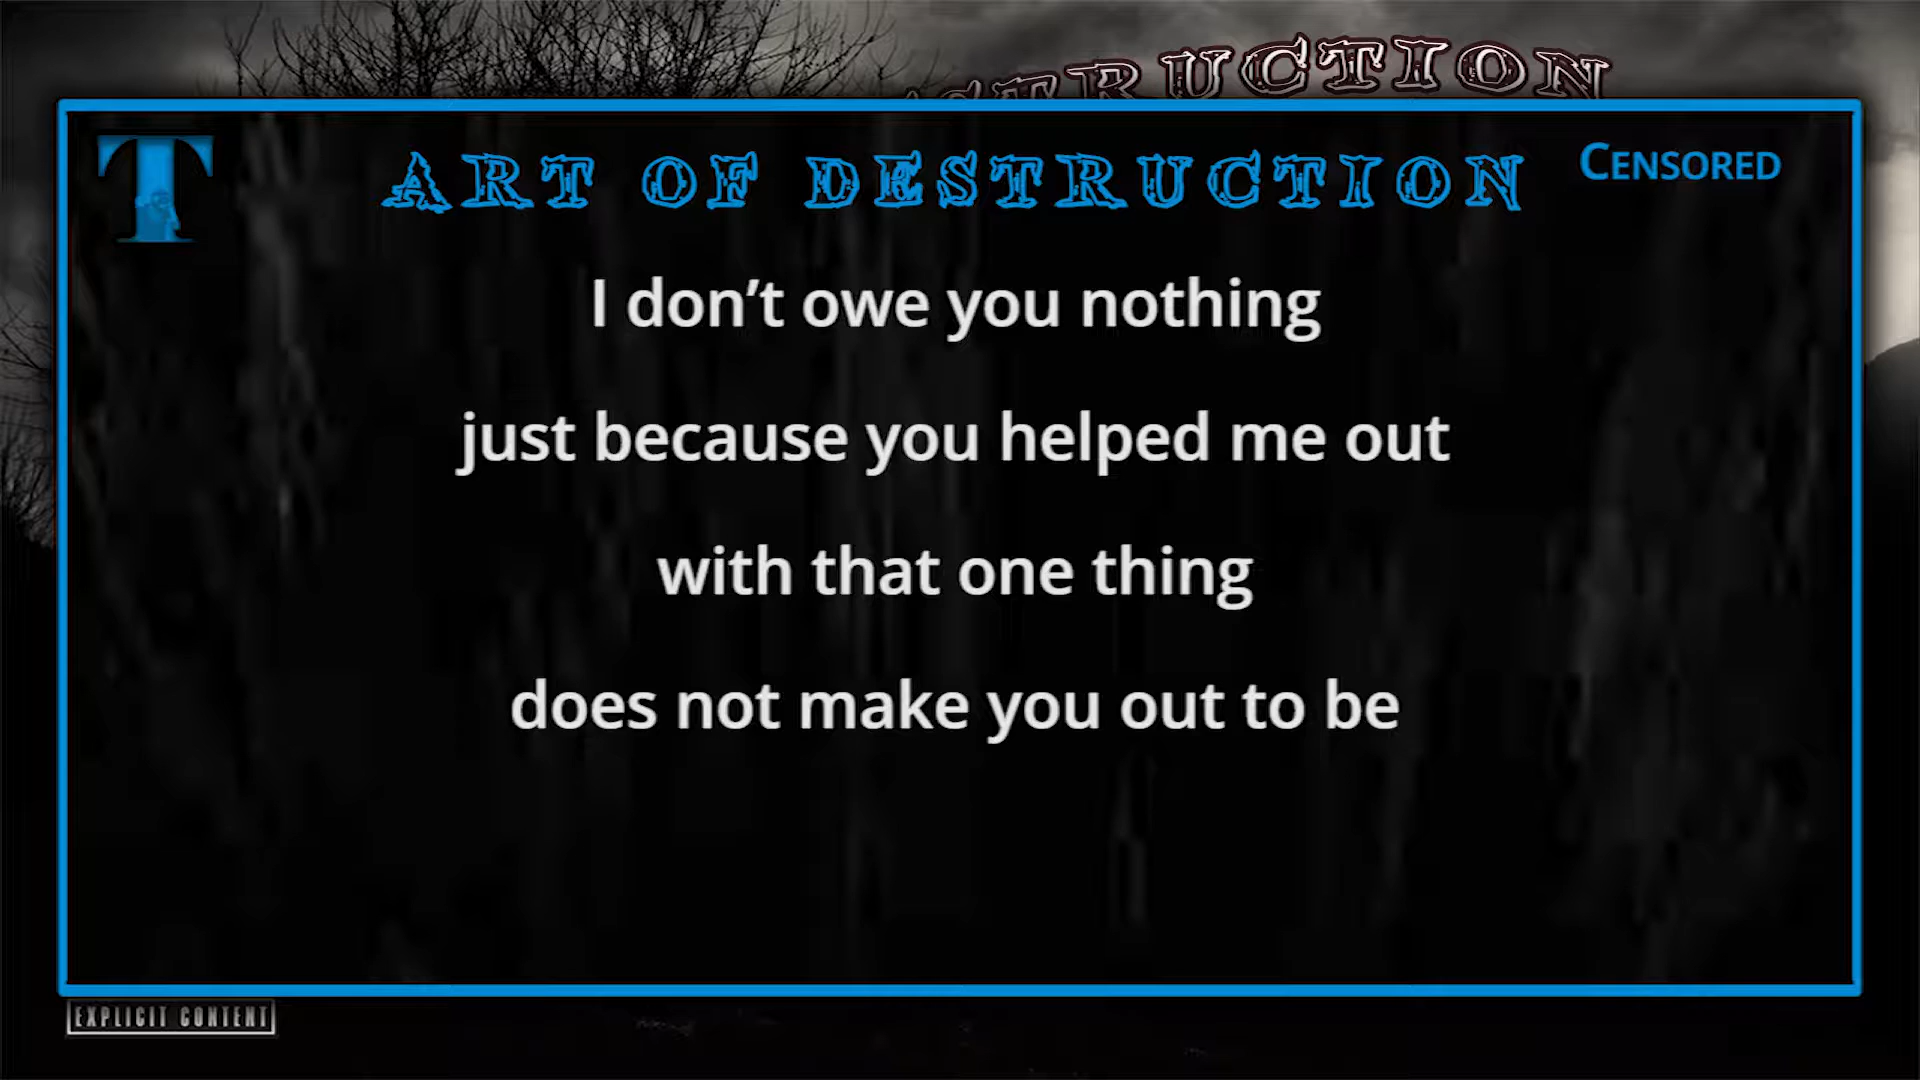 STRUCTION
T
ART OF DESTRUCTION
CENSORED
I don’t owe you nothing
just because you helped me out
with that one thing
does not make you out to be
EXPLICIT CONTENT